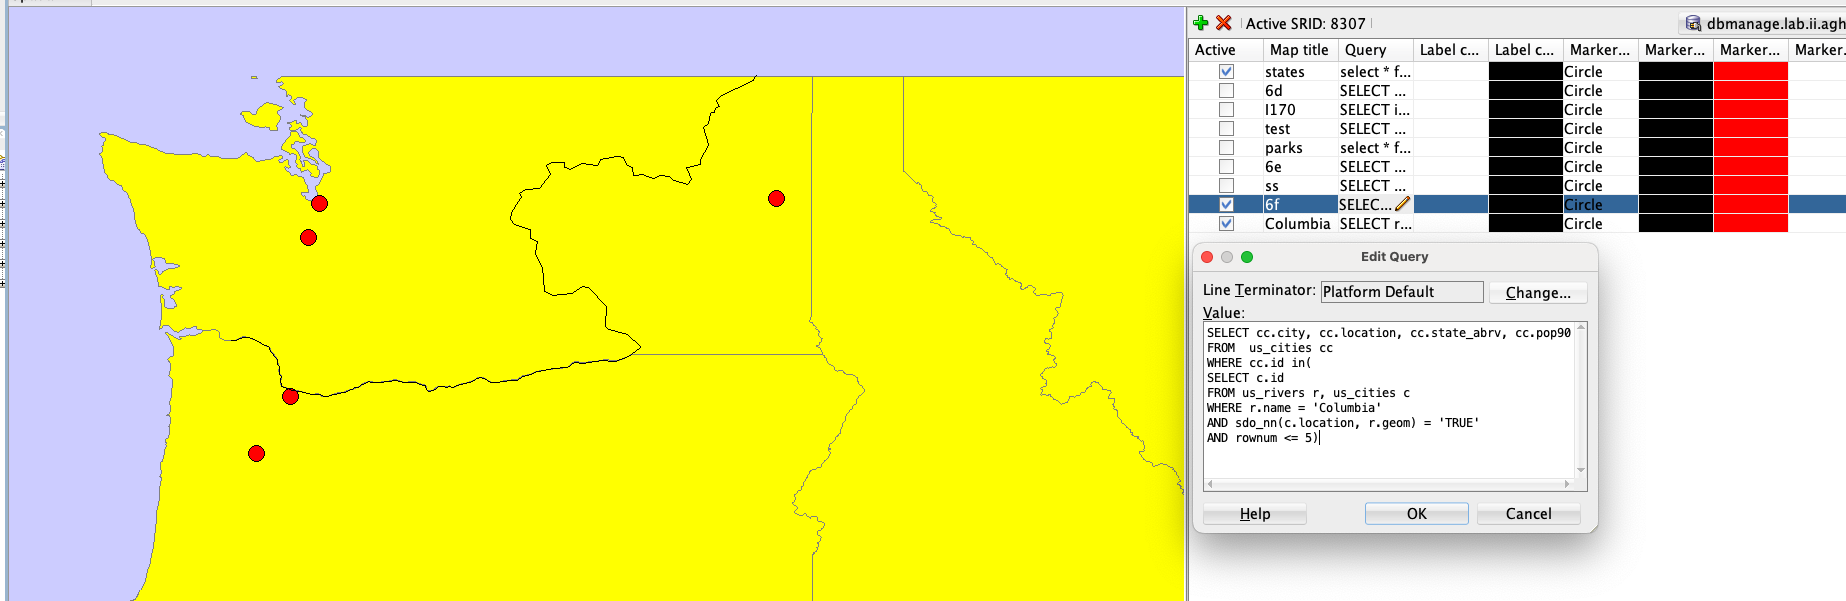 Active SRID: 8307 dbmanage.lab.ii.agh
Active Map title Query Label c... Label c... Marker... Marker... Marker... Marker.
states select * f... Circle
6d SELECT ... Circle
I170 SELECT i... Circle
test SELECT ... Circle
parks select * f... Circle
6e SELECT ... Circle
ss SELECT ... Circle
6f SELEC... Circle
Columbia SELECT r... Circle
Edit Query
Line Terminator: Platform Default Change...
Value:
SELECT cc.city, cc.location, cc.state_abrv, cc.pop90
FROM  us_cities cc
WHERE cc.id in(
SELECT c.id
FROM us_rivers r, us_cities c
WHERE r.name = 'Columbia'
AND sdo_nn(c.location, r.geom) = 'TRUE'
AND rownum <= 5)
Help OK Cancel